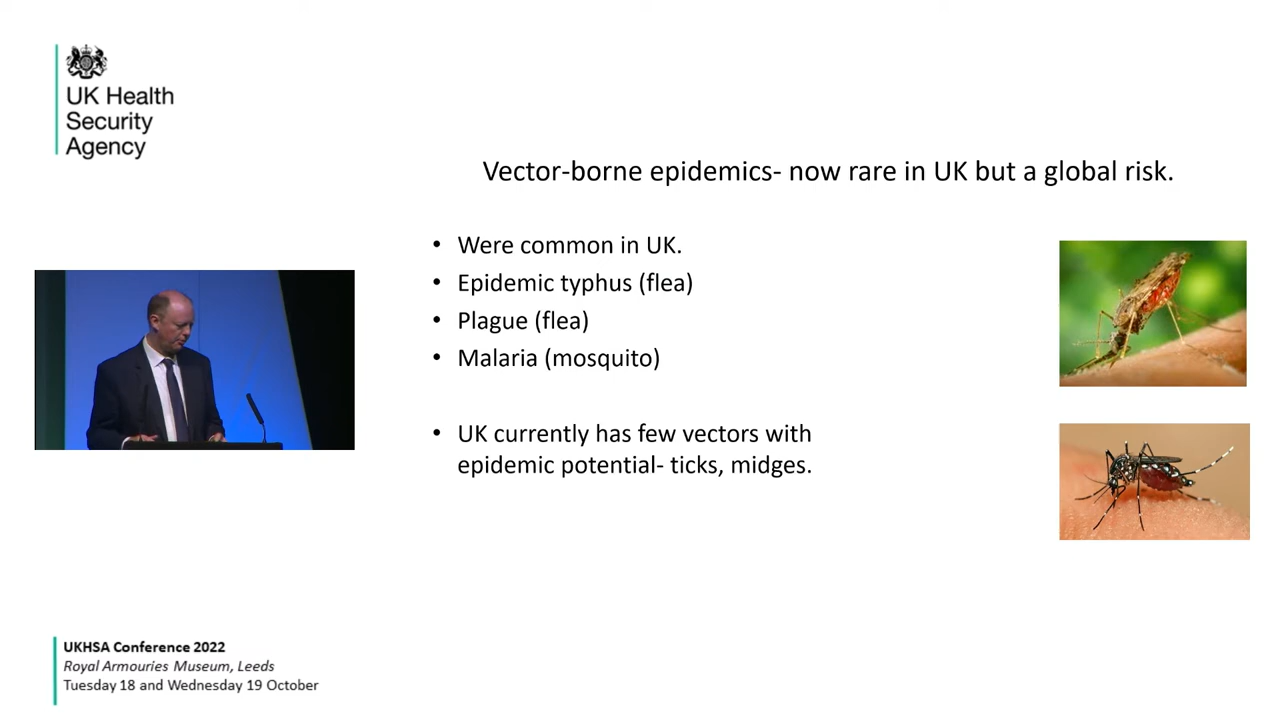 UK Health
Security
Agency
Vector-borne epidemics- now rare in UK but a global risk.
• Were common in UK.
• Epidemic typhus (flea)
• Plague (flea)
• Malaria (mosquito)
• UK currently has few vectors with
epidemic potential- ticks, midges.
UKHSA Conference 2022
Royal Armouries Museum, Leeds
Tuesday 18 and Wednesday 19 October